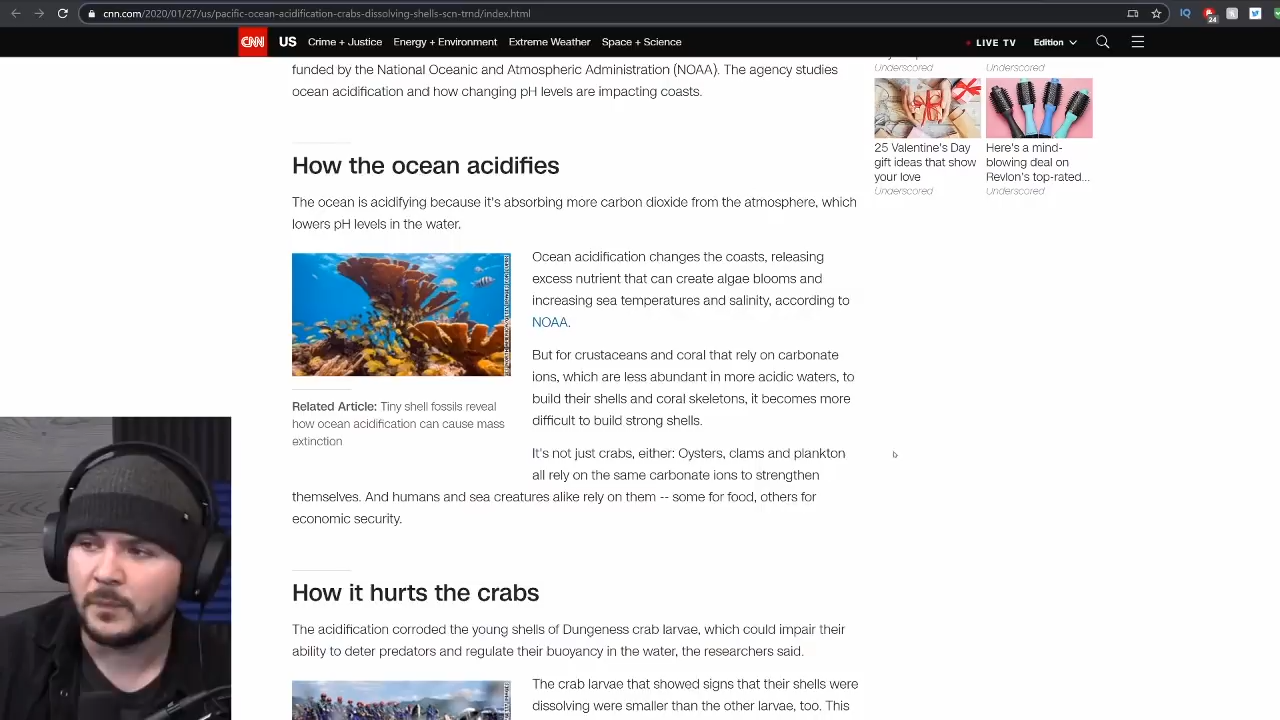 cnn.com/2020/01/27/us/pacific-ocean-acidification-crabs-dissolving-shells-scn-trnd/index.html
IQ
24
CNN US Crime + Justice Energy + Environment Extreme Weather Space + Science LIVE TV Edition
Underscored Underscored
funded by the National Oceanic and Atmospheric Administration (NOAA). The agency studies
ocean acidification and how changing pH levels are impacting coasts.
25 Valentine's Day
gift ideas that show
your love
Underscored
Here's a mind-
blowing deal on
Revlon's top-rated...
Underscored
How the ocean acidifies
The ocean is acidifying because it's absorbing more carbon dioxide from the atmosphere, which
lowers pH levels in the water.
Ocean acidification changes the coasts, releasing
excess nutrient that can create algae blooms and
increasing sea temperatures and salinity, according to
NOAA.
But for crustaceans and coral that rely on carbonate
ions, which are less abundant in more acidic waters, to
build their shells and coral skeletons, it becomes more
difficult to build strong shells.
Related Article: Tiny shell fossils reveal
how ocean acidification can cause mass
extinction
It's not just crabs, either: Oysters, clams and plankton
all rely on the same carbonate ions to strengthen
themselves. And humans and sea creatures alike rely on them -- some for food, others for
economic security.
How it hurts the crabs
The acidification corroded the young shells of Dungeness crab larvae, which could impair their
ability to deter predators and regulate their buoyancy in the water, the researchers said.
The crab larvae that showed signs that their shells were
dissolving were smaller than the other larvae, too. This